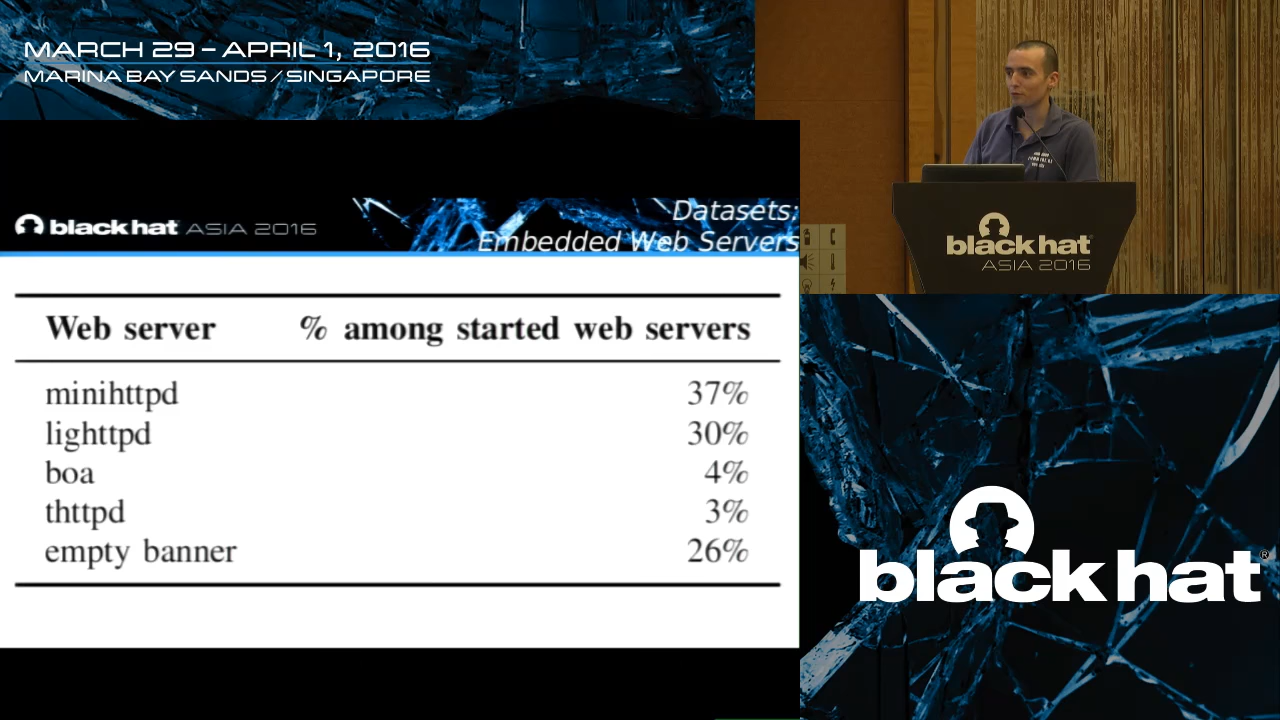 MARCH 29 – APRIL 1, 2016
MARINA BAY SANDS / SINGAPORE
black hat ASIA 2016
Datasets:
Embedded Web Servers
Web server % among started web servers
minihttpd 37%
lighttpd 30%
boa 4%
thttpd 3%
empty banner 26%
black hat
ASIA 2016
black hat®